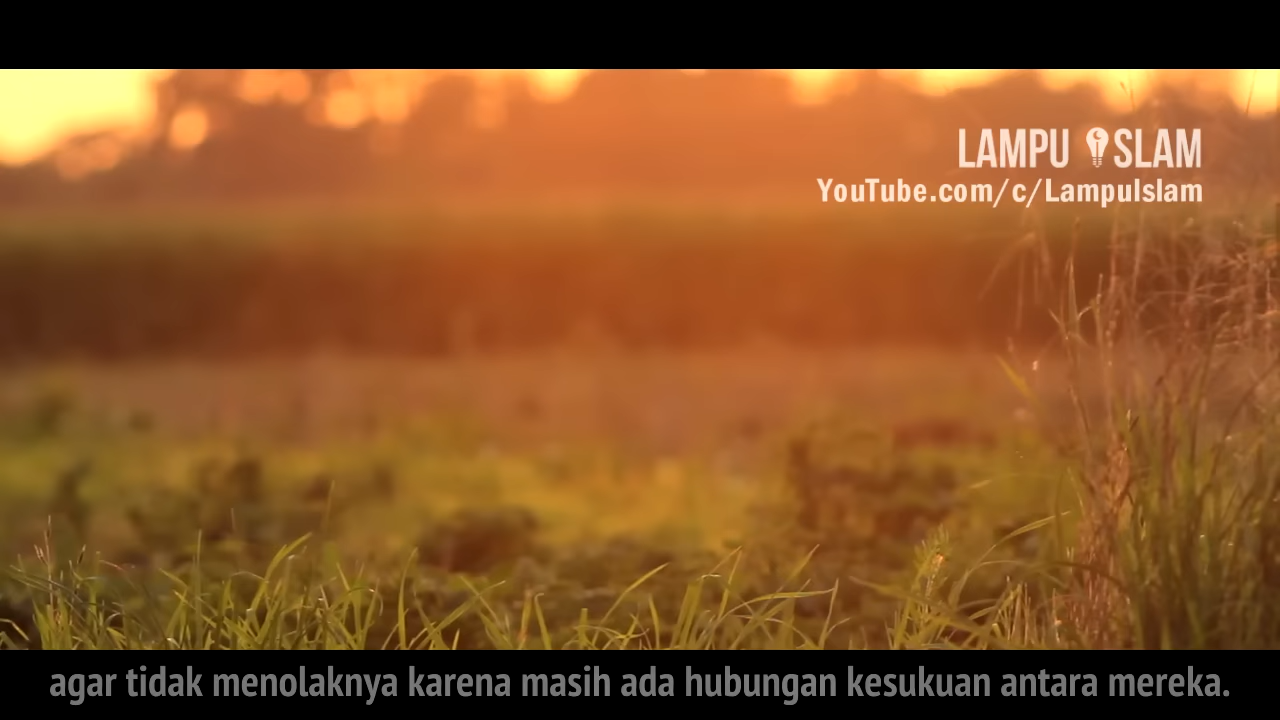 LAMPU ISLAM
YouTube.com/c/LampuIslam
agar tidak menolaknya karena masih ada hubungan kesukuan antara mereka.